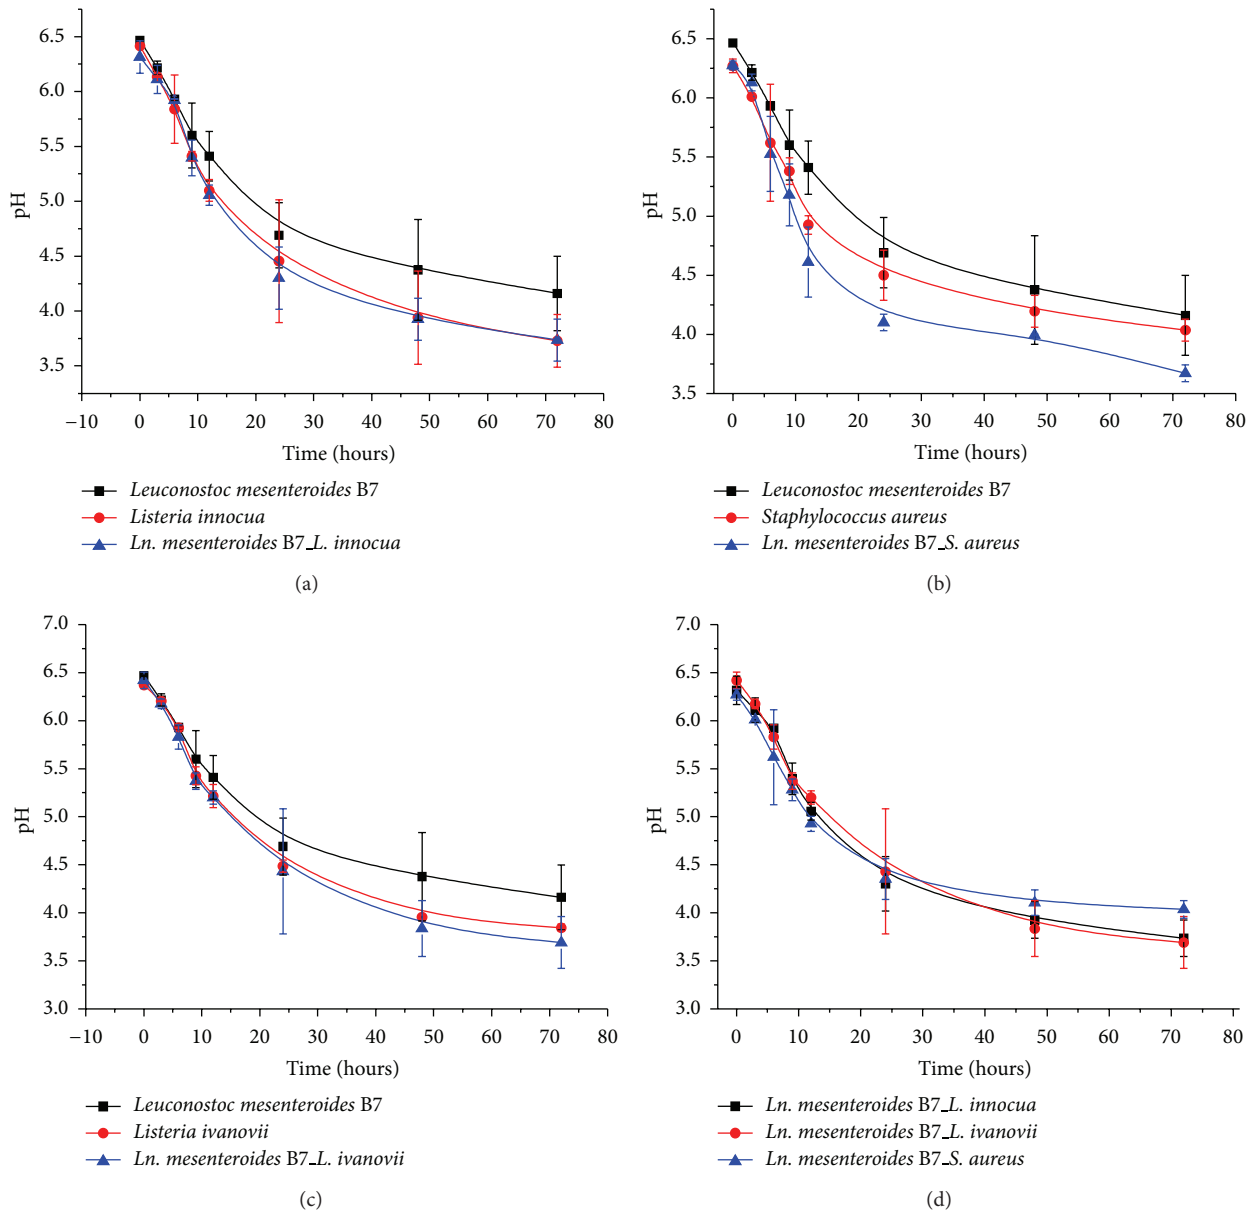 6.5
6.0
5.5
5.0
4.5
4.0
3.5
pH
−10 0 10 20 30 40 50 60 70 80
Time (hours)
Leuconostoc mesenteroides B7
Listeria innocua
Ln. mesenteroides B7_L. innocua
(a)
6.5
6.0
5.5
5.0
4.5
4.0
3.5
pH
0 10 20 30 40 50 60 70 80
Time (hours)
Leuconostoc mesenteroides B7
Staphylococcus aureus
Ln. mesenteroides B7_S. aureus
(b)
7.0
6.5
6.0
5.5
5.0
4.5
4.0
3.5
3.0
pH
−10 0 10 20 30 40 50 60 70 80
Time (hours)
Leuconostoc mesenteroides B7
Listeria ivanovii
Ln. mesenteroides B7_L. ivanovii
(c)
7.0
6.5
6.0
5.5
5.0
4.5
4.0
3.5
3.0
pH
0 10 20 30 40 50 60 70 80
Time (hours)
Ln. mesenteroides B7_L. innocua
Ln. mesenteroides B7_L. ivanovii
Ln. mesenteroides B7_S. aureus
(d)